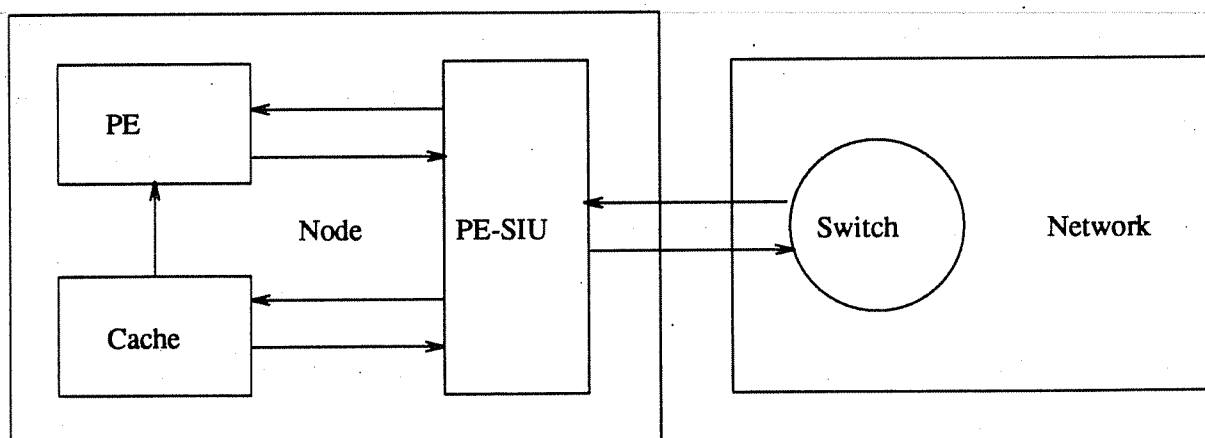 PE
Node
PE-SIU
Switch
Network
Cache